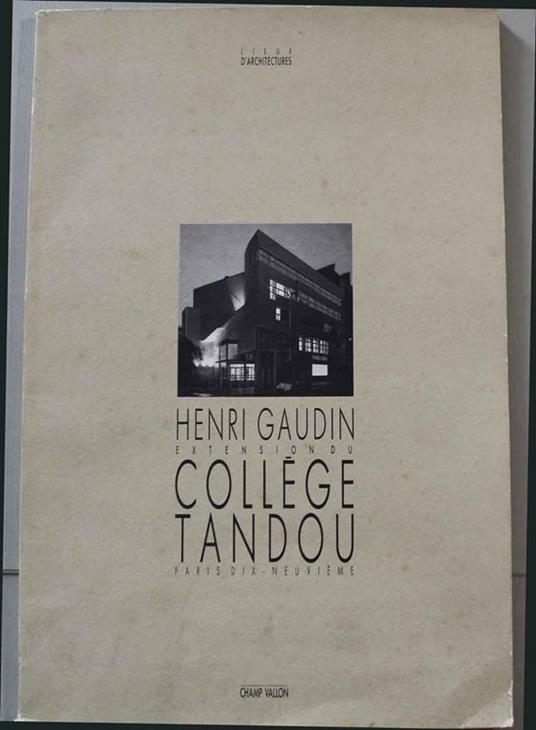 LIEUX
D'ARCHITECTURES
HENRI GAUDIN
EXTENSION DU
COLLÈGE
TANDOU
PARIS DIX-NEUVIÈME
CHAMP VALLON